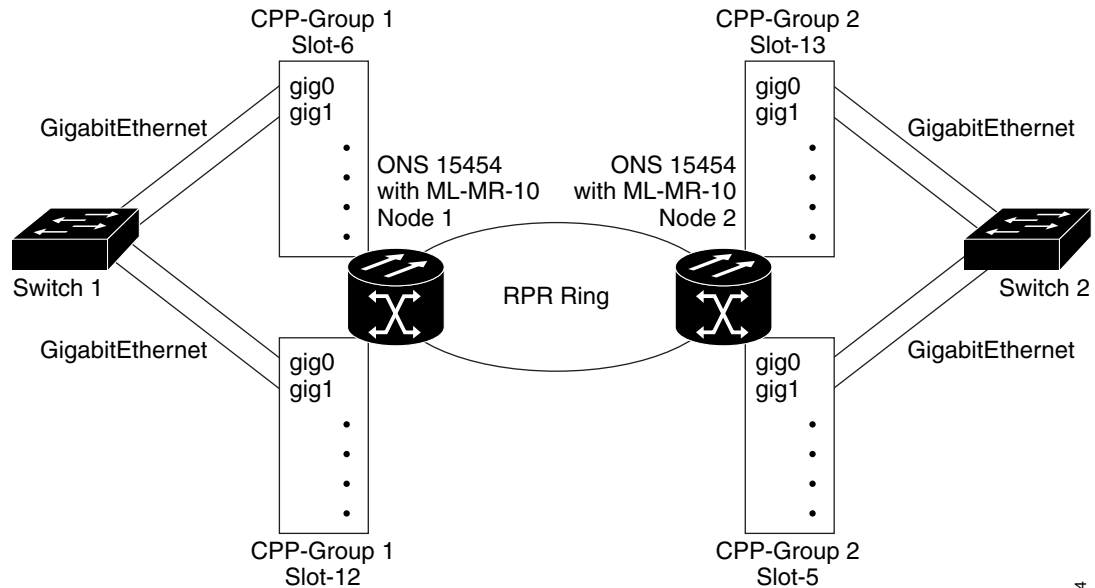 CPP-Group 1
Slot-6
CPP-Group 2
Slot-13
gig0
gig1
gig0
gig1
GigabitEthernet
GigabitEthernet
ONS 15454
with ML-MR-10
Node 1
ONS 15454
with ML-MR-10
Node 2
Switch 1
RPR Ring
Switch 2
GigabitEthernet
GigabitEthernet
gig0
gig1
gig0
gig1
CPP-Group 1
Slot-12
CPP-Group 2
Slot-5
4